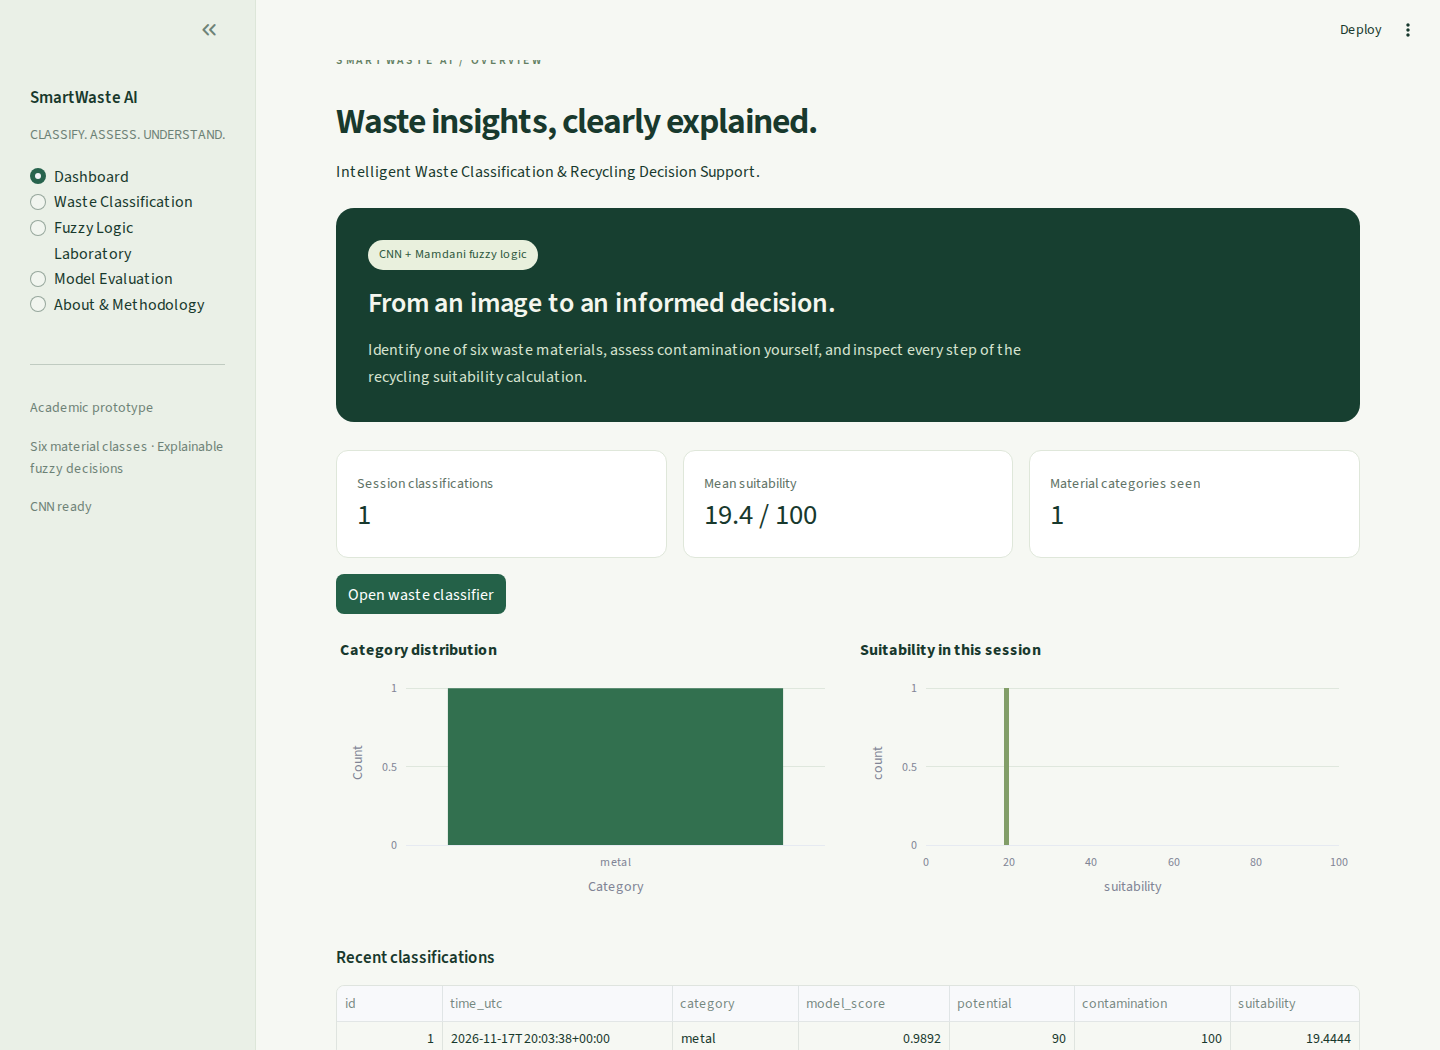 Deploy
SmartWaste AI
CLASSIFY. ASSESS. UNDERSTAND.
Dashboard
Waste Classification
Fuzzy Logic
Laboratory
Model Evaluation
About & Methodology
Academic prototype
Six material classes · Explainable
fuzzy decisions
CNN ready
SMARTWASTE AI / OVERVIEW
Waste insights, clearly explained.
Intelligent Waste Classification & Recycling Decision Support.
CNN + Mamdani fuzzy logic
From an image to an informed decision.
Identify one of six waste materials, assess contamination yourself, and inspect every step of the
recycling suitability calculation.
Session classifications
1
Mean suitability
19.4 / 100
Material categories seen
1
Open waste classifier
Category distribution
Count
1
0.5
0
metal
Category
Suitability in this session
count
1
0.5
0
0 20 40 60 80 100
suitability
Recent classifications
id time_utc category model_score potential contamination suitability
1 2026-11-17T20:03:38+00:00 metal 0.9892 90 100 19.4444